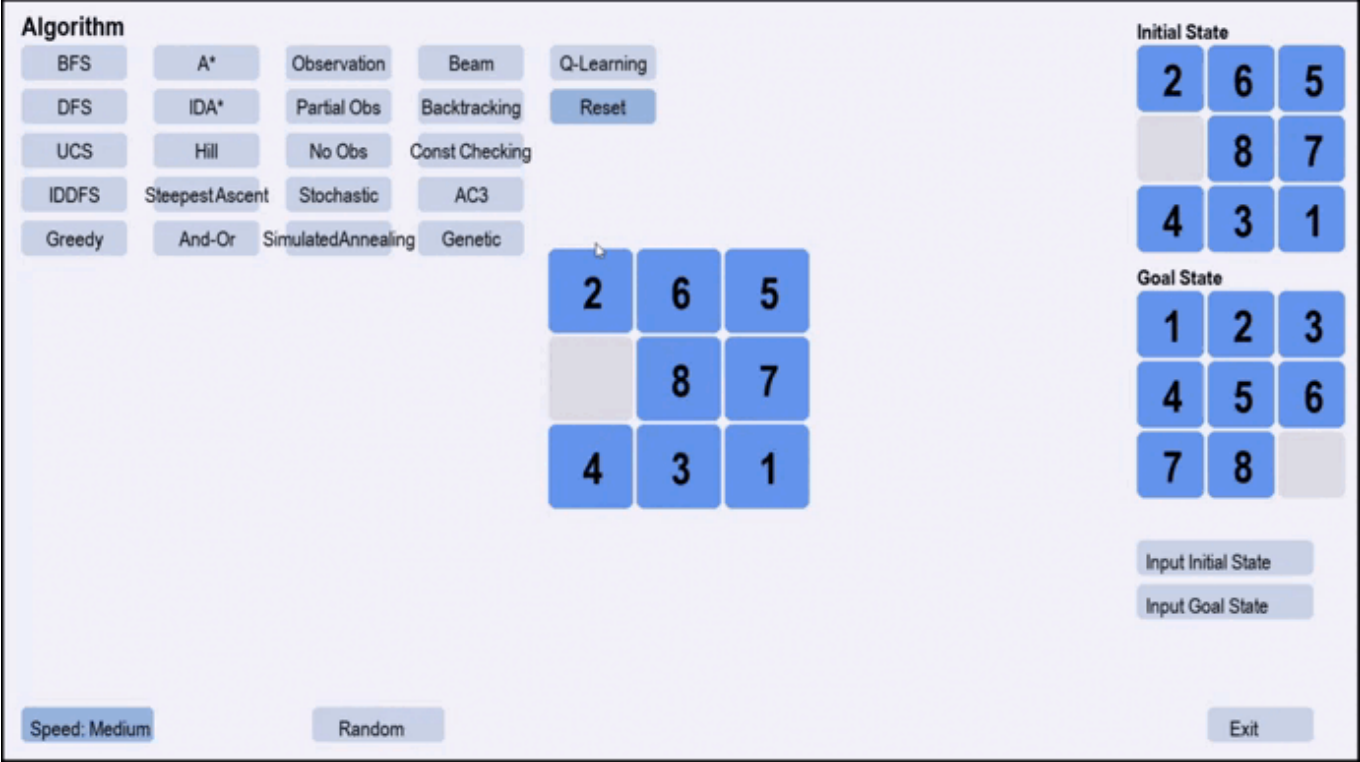 Algorithm
BFS A* Observation Beam Q-Learning
DFS IDA* Partial Obs Backtracking Reset
UCS Hill No Obs Const Checking
IDDFS Steepest Ascent Stochastic AC3
Greedy And-Or SimulatedAnnealing Genetic
2 6 5
8 7
4 3 1
Initial State
2 6 5
8 7
4 3 1
Goal State
1 2 3
4 5 6
7 8
Input Initial State
Input Goal State
Speed: Medium Random Exit